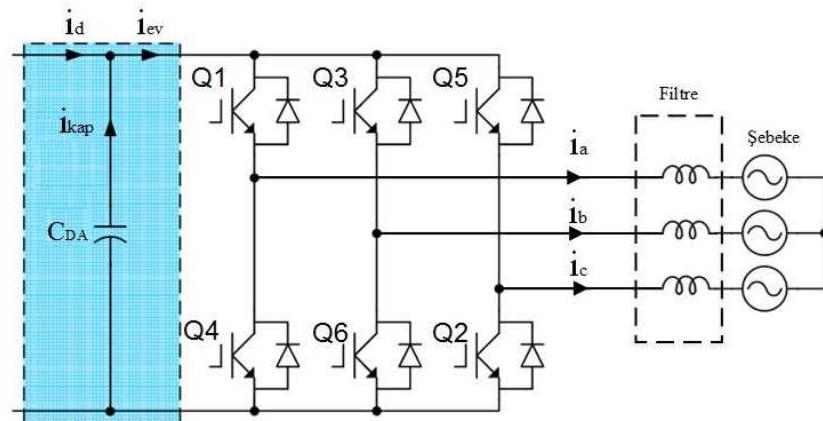 id
iev
Q1
Q3
Q5
Filtre
ikap
ia
Şebeke
CDA
ib
ic
Q4
Q6
Q2